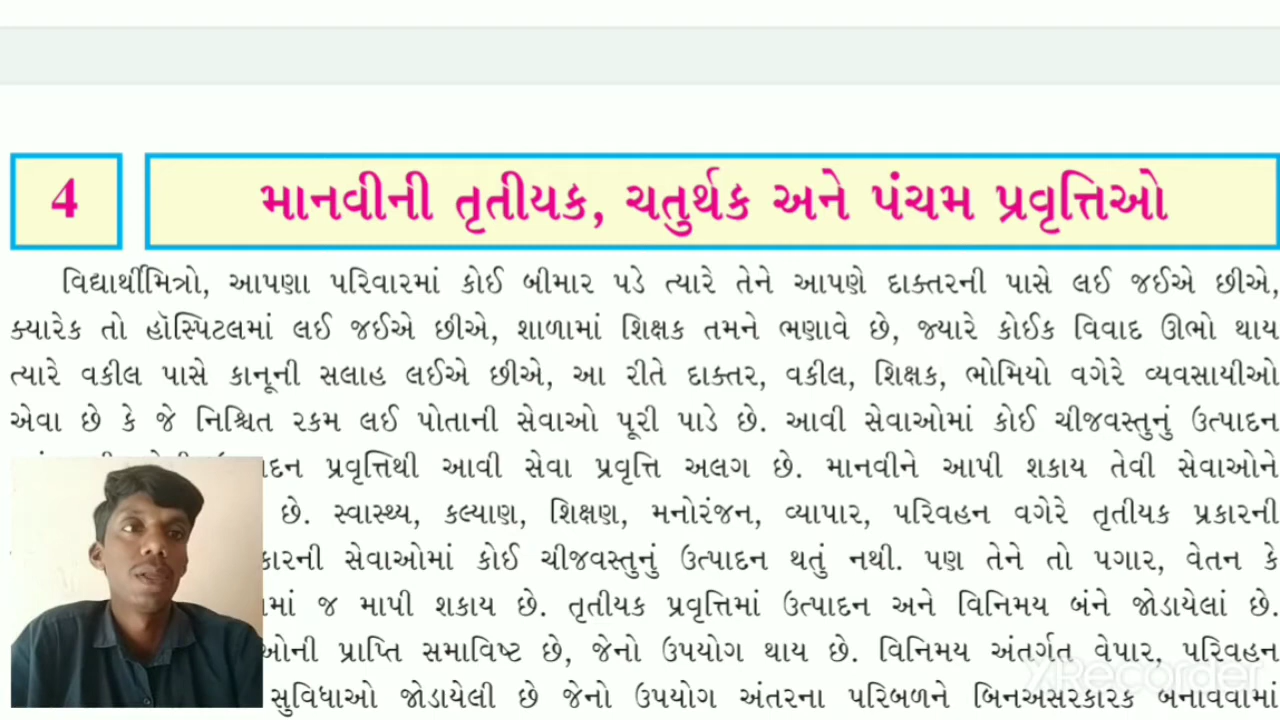 4
માનવીની તૃતીયક, ચતુર્થક અને પંચમ પ્રવૃત્તિઓ
વિદ્યાર્થીમિત્રો, આપણા પરિવારમાં કોઈ બીમાર પડે ત્યારે તેને આપણે દાક્તરની પાસે લઈ જઈએ છીએ,
ક્યારેક તો હૉસ્પિટલમાં લઈ જઈએ છીએ, શાળામાં શિક્ષક તમને ભણાવે છે, જ્યારે કોઈક વિવાદ ઊભો થાય
ત્યારે વકીલ પાસે કાનૂની સલાહ લઈએ છીએ, આ રીતે દાક્તર, વકીલ, શિક્ષક, ભોમિયો વગેરે વ્યવસાયીઓ
એવા છે કે જે નિશ્ચિત રકમ લઈ પોતાની સેવાઓ પૂરી પાડે છે. આવી સેવાઓમાં કોઈ ચીજવસ્તુનું ઉત્પાદન
પ્રવૃત્તિથી આવી સેવા પ્રવૃત્તિ અલગ છે. માનવીને આપી શકાય તેવી સેવાઓને
છે. સ્વાસ્થ્ય, કલ્યાણ, શિક્ષણ, મનોરંજન, વ્યાપાર, પરિવહન વગેરે તૃતીયક પ્રકારની
સેવાઓમાં કોઈ ચીજવસ્તુનું ઉત્પાદન થતું નથી. પણ તેને તો પગાર, વેતન કે
જ માપી શકાય છે. તૃતીયક પ્રવૃત્તિમાં ઉત્પાદન અને વિનિમય બંને જોડાયેલાં છે.
પ્રાપ્તિ સમાવિષ્ટ છે, જેનો ઉપયોગ થાય છે. વિનિમય અંતર્ગત વેપાર, પરિવહન
સુવિધાઓ જોડાયેલી છે જેનો ઉપયોગ અંતરના પરિબળને બિનઅસરકારક બનાવવામાં
XRecorder